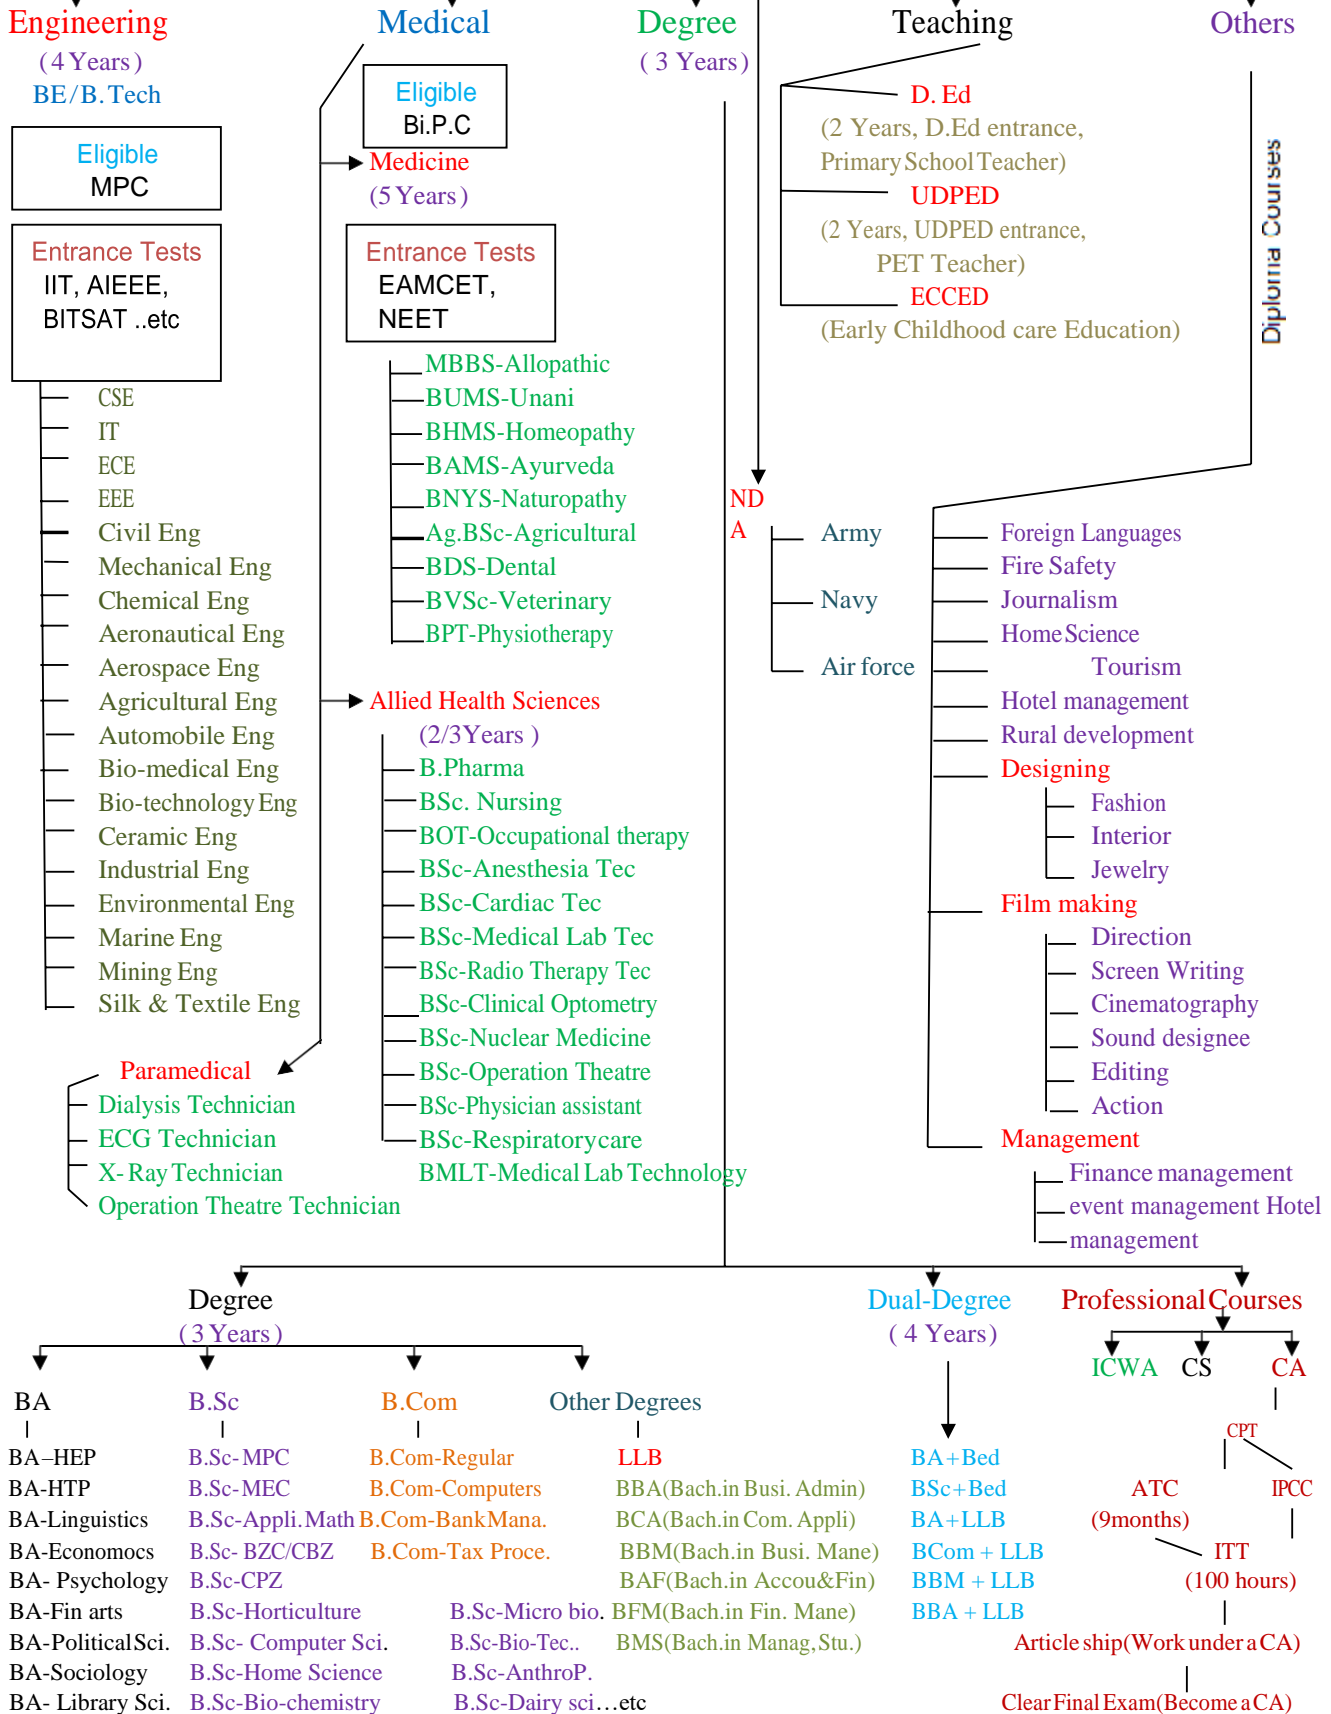 Engineering
(4 Years)
BE/B. Tech
Eligible
MPC
Entrance Tests
IIT, AIEEE,
BITSAT ..etc
CSE
IT
ECE
EEE
Civil Eng
Mechanical Eng
Chemical Eng
Aeronautical Eng
Aerospace Eng
Agricultural Eng
Automobile Eng
Bio-medical Eng
Bio-technology Eng
Ceramic Eng
Industrial Eng
Environmental Eng
Marine Eng
Mining Eng
Silk & Textile Eng
Medical
Eligible
Bi.P.C
Medicine
(5 Years)
Entrance Tests
EAMCET,
NEET
MBBS-Allopathic
BUMS-Unani
BHMS-Homeopathy
BAMS-Ayurveda
BNYS-Naturopathy
Ag.BSc-Agricultural
BDS-Dental
BVSc-Veterinary
BPT-Physiotherapy
Allied Health Sciences
(2/3Years )
B.Pharma
BSc. Nursing
BOT-Occupational therapy
BSc-Anesthesia Tec
BSc-Cardiac Tec
BSc-Medical Lab Tec
BSc-Radio Therapy Tec
BSc-Clinical Optometry
BSc-Nuclear Medicine
BSc-Operation Theatre
BSc-Physician assistant
BSc-Respiratorycare
BMLT-Medical Lab Technology
Paramedical
Dialysis Technician
ECG Technician
X-Ray Technician
Operation Theatre Technician
Degree
( 3 Years)
ND
A
Army
Navy
Air force
Teaching
D. Ed
(2 Years, D.Ed entrance,
Primary School Teacher)
UDPED
(2 Years, UDPED entrance,
PET Teacher)
ECCED
(Early Childhood care Education)
Others
Diploma Courses
Foreign Languages
Fire Safety
Journalism
Home Science
Tourism
Hotel management
Rural development
Designing
Fashion
Interior
Jewelry
Film making
Direction
Screen Writing
Cinematography
Sound designee
Editing
Action
Management
Finance management
event management Hotel
management
Degree
( 3 Years)
BA
BA–HEP
BA-HTP
BA-Linguistics
BA-Economocs
BA- Psychology
BA-Fin arts
BA-Political Sci.
BA-Sociology
BA- Library Sci.
B.Sc
B.Sc-MPC
B.Sc-MEC
B.Sc-Appli.Math
B.Sc- BZC/CBZ
B.Sc-CPZ
B.Sc-Horticulture
B.Sc- Computer Sci.
B.Sc-Home Science
B.Sc-Bio-chemistry
B.Sc-Micro bio.
B.Sc-Bio-Tec..
B.Sc-AnthroP.
B.Sc-Dairy sci…etc
B.Com
B.Com-Regular
B.Com-Computers
B.Com-BankMana.
B.Com-Tax Proce.
Other Degrees
LLB
BBA(Bach.in Busi. Admin)
BCA(Bach.in Com. Appli)
BBM(Bach.in Busi. Mane)
BAF(Bach.in Accou&Fin)
BFM(Bach.in Fin. Mane)
BMS(Bach.in Manag,Stu.)
Dual-Degree
( 4 Years)
BA+Bed
BSc+Bed
BA+LLB
BCom + LLB
BBM + LLB
BBA + LLB
Professional Courses
ICWA CS CA
CPT
ATC
(9months)
IPCC
ITT
(100 hours)
Article ship(Work under a CA)
Clear Final Exam(Become a CA)